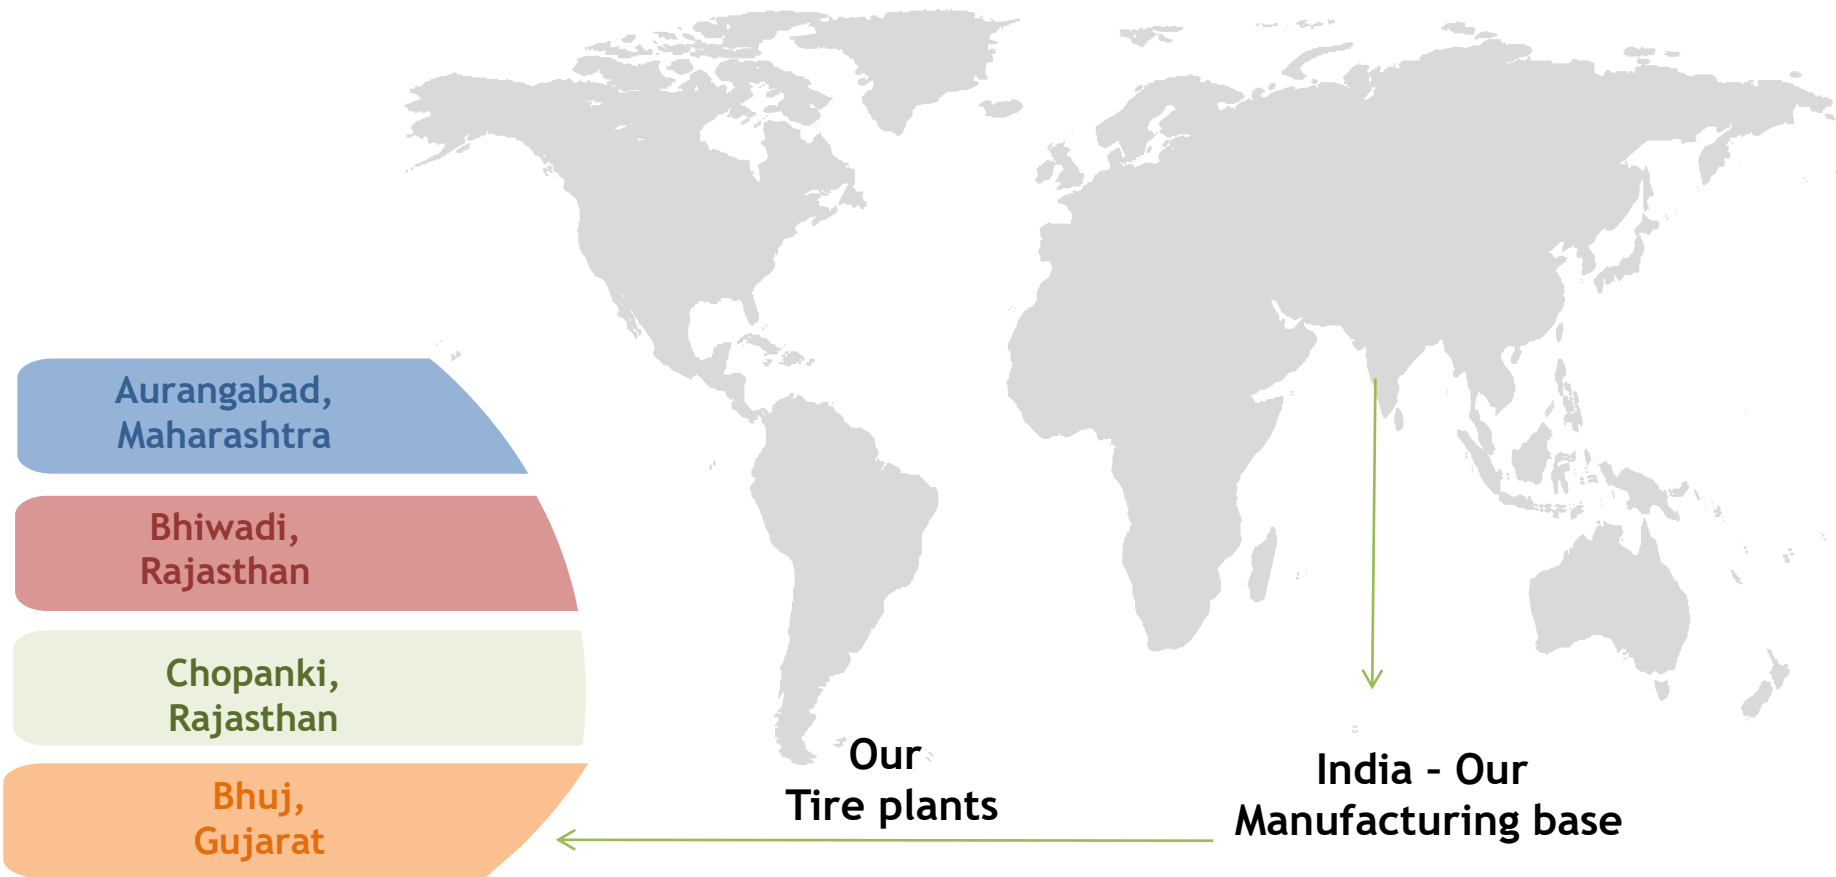 Aurangabad,
Maharashtra
Bhiwadi,
Rajasthan
Chopanki,
Rajasthan
Bhuj,
Gujarat
Our
Tire plants
India – Our
Manufacturing base